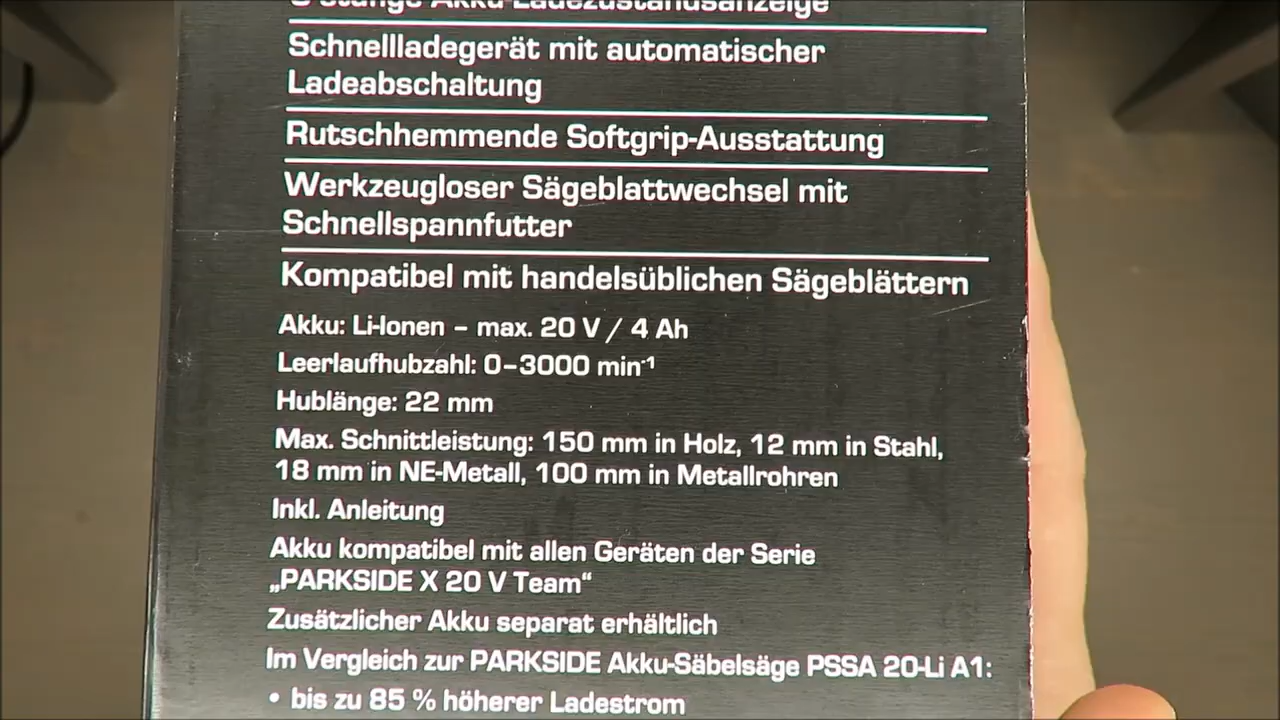 3-stufige Akku-Ladezustandsanzeige
Schnellladegerät mit automatischer
Ladeabschaltung
Rutschhemmende Softgrip-Ausstattung
Werkzeugloser Sägeblattwechsel mit
Schnellspannfutter
Kompatibel mit handelsüblichen Sägeblättern
Akku: Li-Ionen – max. 20 V / 4 Ah
Leerlaufhubzahl: 0–3000 min⁻¹
Hublänge: 22 mm
Max. Schnittleistung: 150 mm in Holz, 12 mm in Stahl,
18 mm in NE-Metall, 100 mm in Metallrohren
Inkl. Anleitung
Akku kompatibel mit allen Geräten der Serie
„PARKSIDE X 20 V Team“
Zusätzlicher Akku separat erhältlich
Im Vergleich zur PARKSIDE Akku-Säbelsäge PSSA 20-Li A1:
• bis zu 85 % höherer Ladestrom